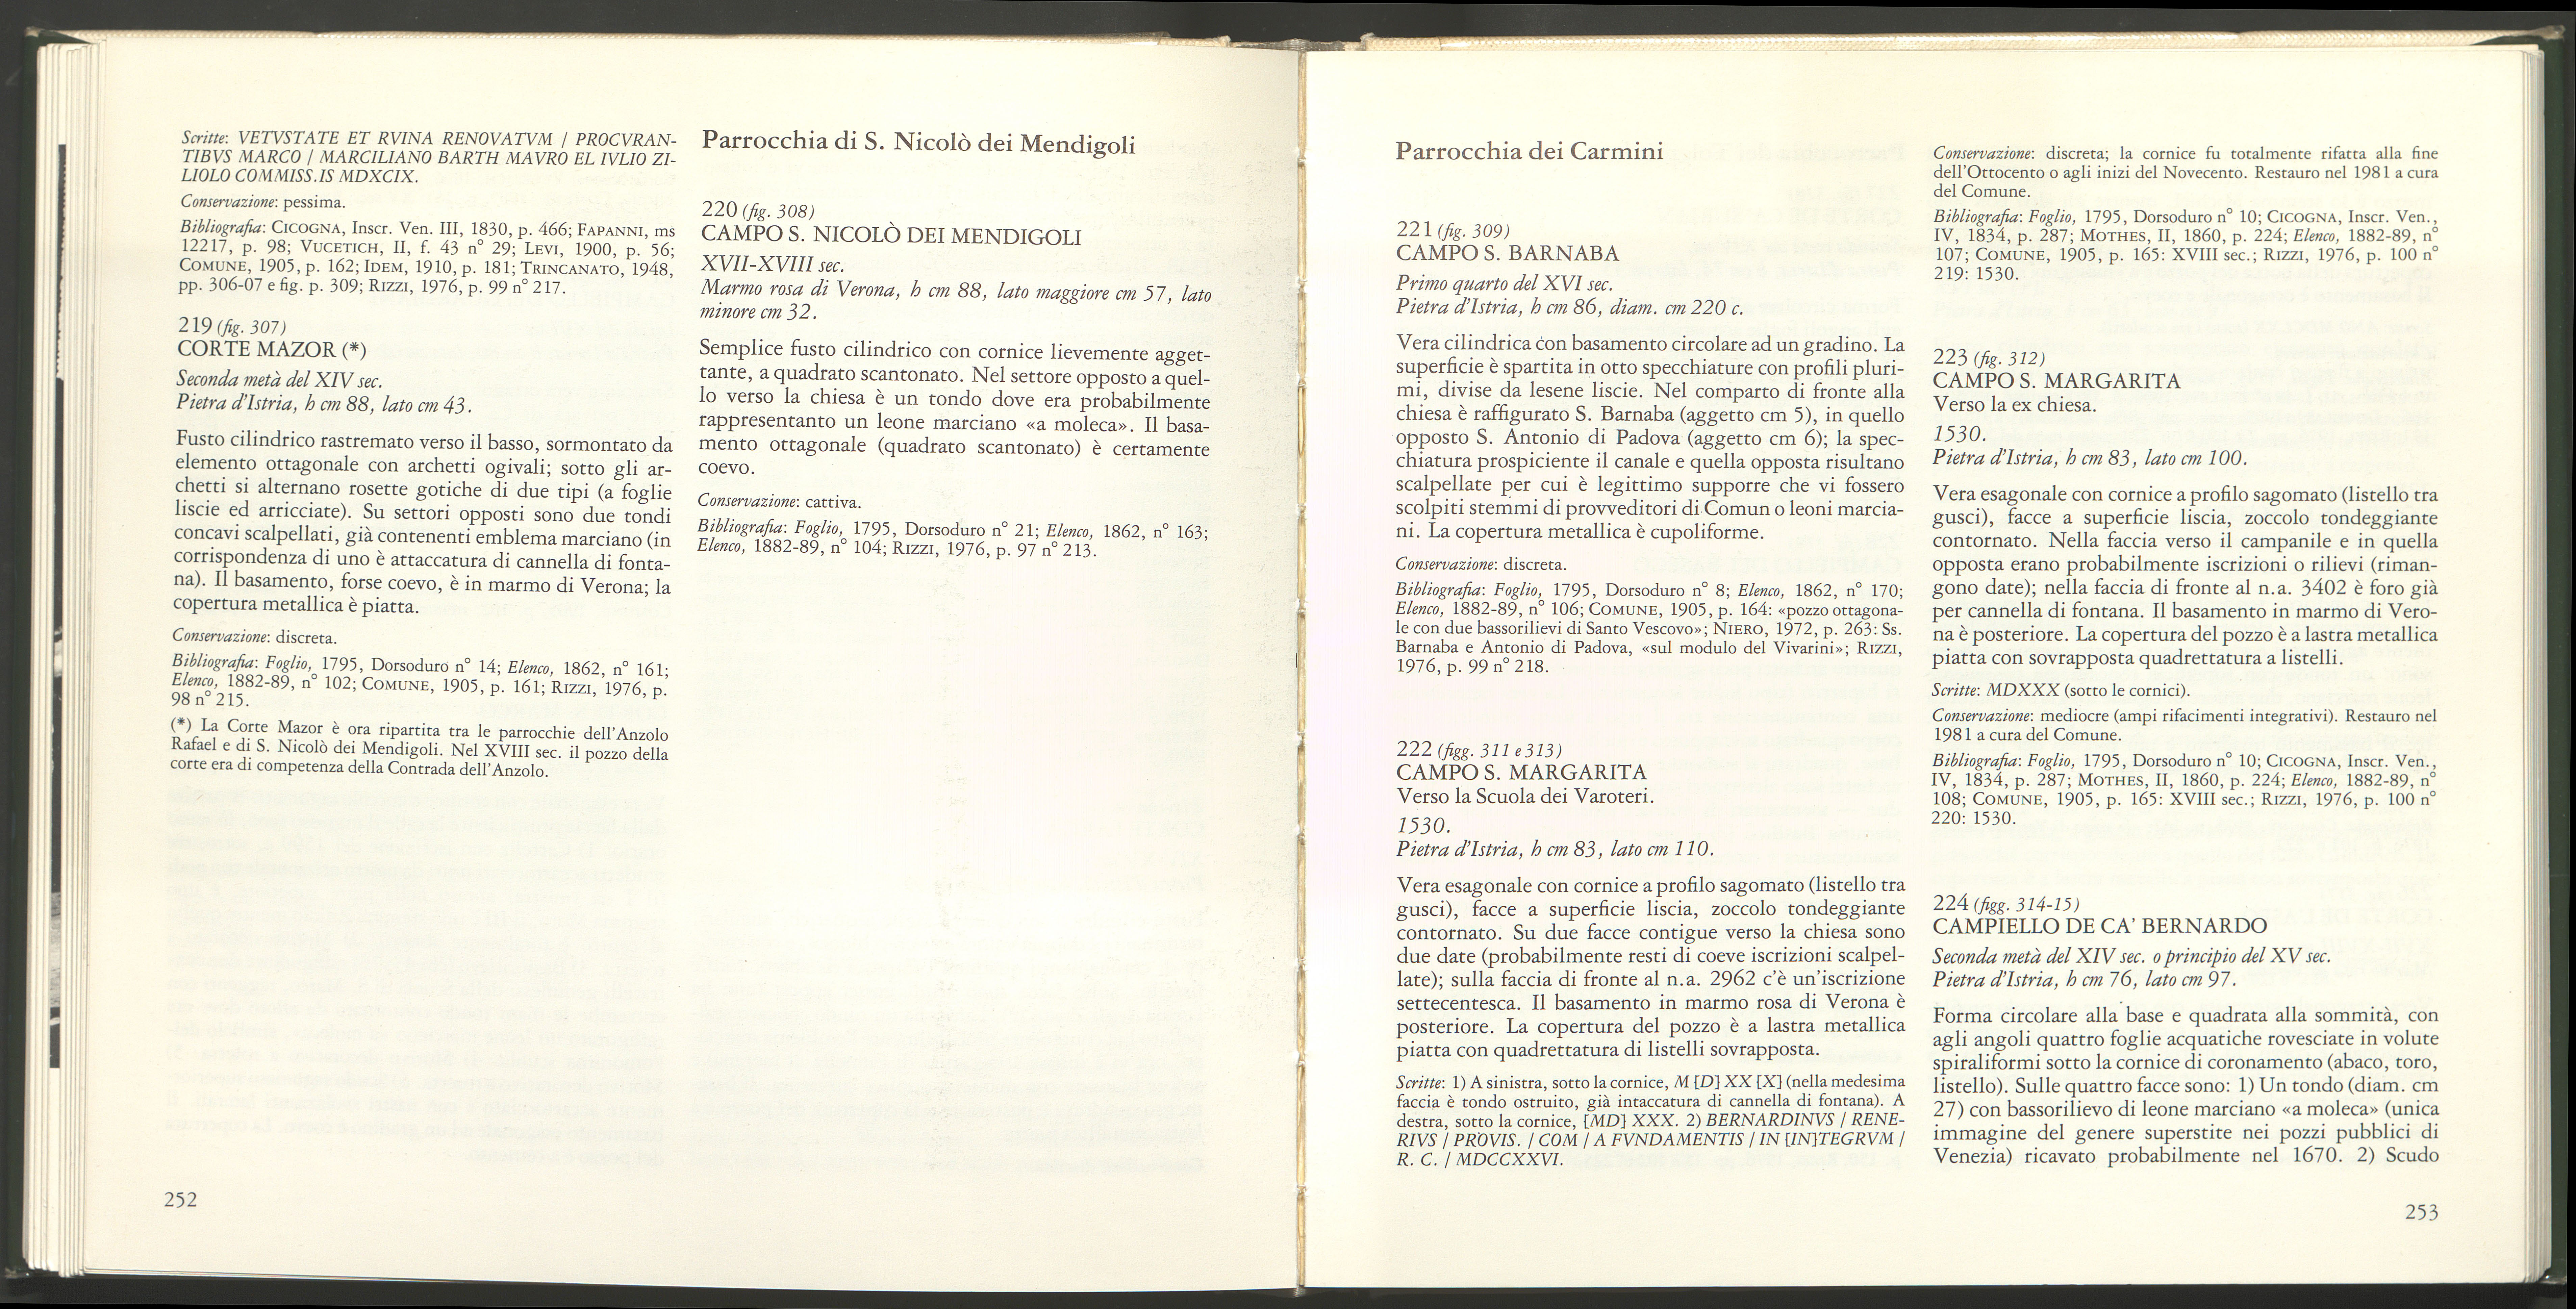 Scritte: VETVSTATE ET RVINA RENOVATVM / PROCVRAN-
TIBVS MARCO / MARCILIANO BARTH MAVRO EL IVLIO ZI-
LIOLO COMMISS.IS MDXCIX.
Conservazione: pessima.
Bibliografia: CICOGNA, Inscr. Ven. III, 1830, p. 466; FAPANNI, ms
12217, p. 98; VUCETICH, II, f. 43 n° 29; LEVI, 1900, p. 56;
COMUNE, 1905, p. 162; IDEM, 1910, p. 181; TRINCANATO, 1948,
pp. 306-07 e fig. p. 309; RIZZI, 1976, p. 99 n° 217.
219 (fig. 307)
CORTE MAZOR (*)
Seconda metà del XIV sec.
Pietra d'Istria, h cm 88, lato cm 43.
Fusto cilindrico rastremato verso il basso, sormontato da
elemento ottagonale con archetti ogivali; sotto gli ar-
chetti si alternano rosette gotiche di due tipi (a foglie
liscie ed arricciate). Su settori opposti sono due tondi
concavi scalpellati, già contenenti emblema marciano (in
corrispondenza di uno è attaccatura di cannella di fonta-
na). Il basamento, forse coevo, è in marmo di Verona; la
copertura metallica è piatta.
Conservazione: discreta.
Bibliografia: Foglio, 1795, Dorsoduro n° 14; Elenco, 1862, n° 161;
Elenco, 1882-89, n° 102; COMUNE, 1905, p. 161; RIZZI, 1976, p.
98 n° 215.
(*) La Corte Mazor è ora ripartita tra le parrocchie dell'Anzolo
Rafael e di S. Nicolò dei Mendigoli. Nel XVIII sec. il pozzo della
corte era di competenza della Contrada dell'Anzolo.
252
Parrocchia di S. Nicolò dei Mendigoli
220 (fig. 308)
CAMPO S. NICOLÒ DEI MENDIGOLI
XVII-XVIII sec.
Marmo rosa di Verona, h cm 88, lato maggiore cm 57, lato
minore cm 32.
Semplice fusto cilindrico con cornice lievemente agget-
tante, a quadrato scantonato. Nel settore opposto a quel-
lo verso la chiesa è un tondo dove era probabilmente
rappresentanto un leone marciano «a moleca». Il basa-
mento ottagonale (quadrato scantonato) è certamente
coevo.
Conservazione: cattiva.
Bibliografia: Foglio, 1795, Dorsoduro n° 21; Elenco, 1862, n° 163;
Elenco, 1882-89, n° 104; RIZZI, 1976, p. 97 n° 213.
Parrocchia dei Carmini
221 (fig. 309)
CAMPO S. BARNABA
Primo quarto del XVI sec.
Pietra d'Istria, h cm 86, diam. cm 220 c.
Vera cilindrica con basamento circolare ad un gradino. La
superficie è spartita in otto specchiature con profili pluri-
mi, divise da lesene liscie. Nel comparto di fronte alla
chiesa è raffigurato S. Barnaba (aggetto cm 5), in quello
opposto S. Antonio di Padova (aggetto cm 6); la spec-
chiatura prospiciente il canale e quella opposta risultano
scalpellate per cui è legittimo supporre che vi fossero
scolpiti stemmi di provveditori di Comun o leoni marcia-
ni. La copertura metallica è cupoliforme.
Conservazione: discreta.
Bibliografia: Foglio, 1795, Dorsoduro n° 8; Elenco, 1862, n° 170;
Elenco, 1882-89, n° 106; COMUNE, 1905, p. 164: «pozzo ottagona-
le con due bassorilievi di Santo Vescovo»; NIERO, 1972, p. 263: Ss.
Barnaba e Antonio di Padova, «sul modulo del Vivarini»; RIZZI,
1976, p. 99 n° 218.
222 (figg. 311 e 313)
CAMPO S. MARGARITA
Verso la Scuola dei Varoteri.
1530.
Pietra d'Istria, h cm 83, lato cm 110.
Vera esagonale con cornice a profilo sagomato (listello tra
gusci), facce a superficie liscia, zoccolo tondeggiante
contornato. Su due facce contigue verso la chiesa sono
due date (probabilmente resti di coeve iscrizioni scalpel-
late); sulla faccia di fronte al n.a. 2962 c'è un'iscrizione
settecentesca. Il basamento in marmo rosa di Verona è
posteriore. La copertura del pozzo è a lastra metallica
piatta con quadrettatura di listelli sovrapposta.
Scritte: 1) A sinistra, sotto la cornice, M [D] XX [X] (nella medesima
faccia è tondo ostruito, già intaccatura di cannella di fontana). A
destra, sotto la cornice, [MD] XXX. 2) BERNARDINVS / RENE-
RIVS / PROVIS. / COM / A FVNDAMENTIS / IN [IN]TEGRVM /
R. C. / MDCCXXVI.
Conservazione: discreta; la cornice fu totalmente rifatta alla fine
dell'Ottocento o agli inizi del Novecento. Restauro nel 1981 a cura
del Comune.
Bibliografia: Foglio, 1795, Dorsoduro n° 10; CICOGNA, Inscr. Ven.,
IV, 1834, p. 287; MOTHES, II, 1860, p. 224; Elenco, 1882-89, n°
107; COMUNE, 1905, p. 165: XVIII sec.; RIZZI, 1976, p. 100 n°
219: 1530.
223 (fig. 312)
CAMPO S. MARGARITA
Verso la ex chiesa.
1530.
Pietra d'Istria, h cm 83, lato cm 100.
Vera esagonale con cornice a profilo sagomato (listello tra
gusci), facce a superficie liscia, zoccolo tondeggiante
contornato. Nella faccia verso il campanile e in quella
opposta erano probabilmente iscrizioni o rilievi (riman-
gono date); nella faccia di fronte al n.a. 3402 è foro già
per cannella di fontana. Il basamento in marmo di Vero-
na è posteriore. La copertura del pozzo è a lastra metallica
piatta con sovrapposta quadrettatura a listelli.
Scritte: MDXXX (sotto le cornici).
Conservazione: mediocre (ampi rifacimenti integrativi). Restauro nel
1981 a cura del Comune.
Bibliografia: Foglio, 1795, Dorsoduro n° 10; CICOGNA, Inscr. Ven.,
IV, 1834, p. 287; MOTHES, II, 1860, p. 224; Elenco, 1882-89, n°
108; COMUNE, 1905, p. 165: XVIII sec.; RIZZI, 1976, p. 100 n°
220: 1530.
224 (figg. 314-15)
CAMPIELLO DE CA' BERNARDO
Seconda metà del XIV sec. o principio del XV sec.
Pietra d'Istria, h cm 76, lato cm 97.
Forma circolare alla base e quadrata alla sommità, con
agli angoli quattro foglie acquatiche rovesciate in volute
spiraliformi sotto la cornice di coronamento (abaco, toro,
listello). Sulle quattro facce sono: 1) Un tondo (diam. cm
27) con bassorilievo di leone marciano «a moleca» (unica
immagine del genere superstite nei pozzi pubblici di
Venezia) ricavato probabilmente nel 1670. 2) Scudo
253